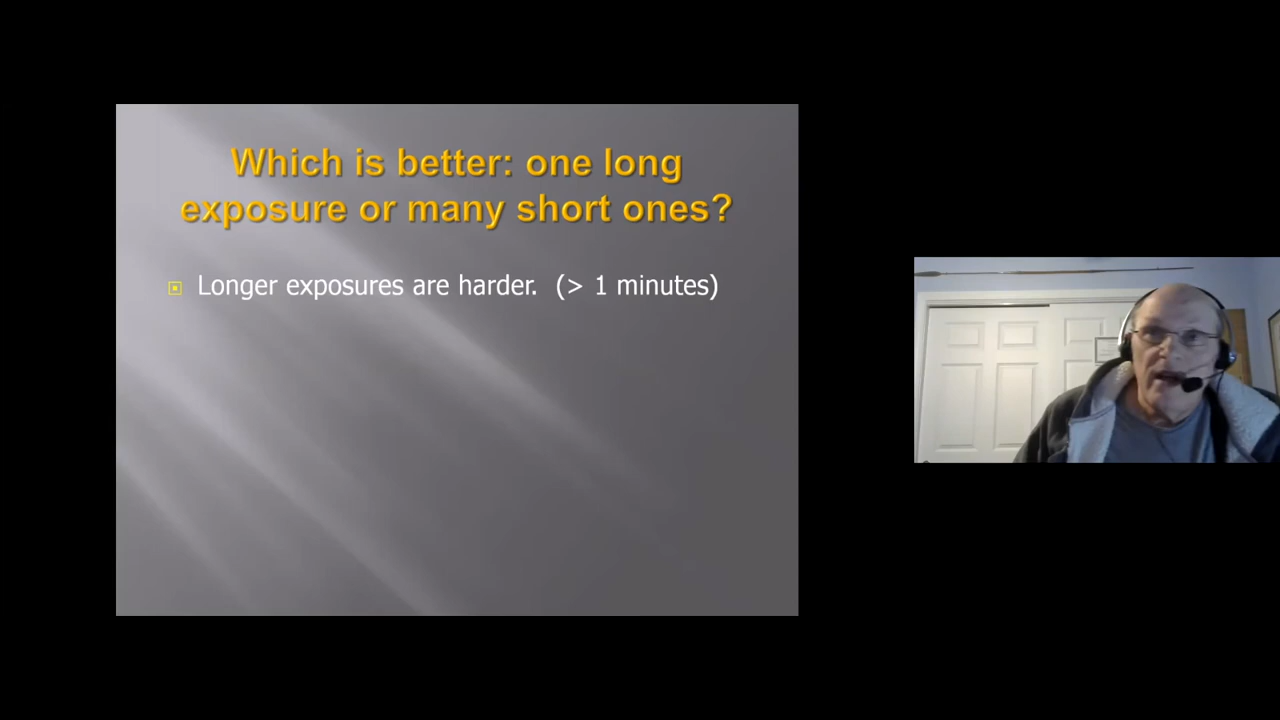 Which is better: one long
exposure or many short ones?
Longer exposures are harder. (> 1 minutes)